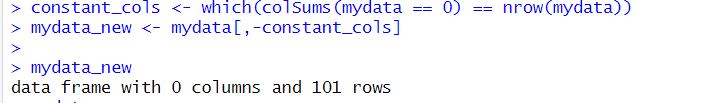 > constant_cols <- which(colSums(mydata == 0) == nrow(mydata))
> mydata_new <- mydata[,-constant_cols]
>
> mydata_new
data frame with 0 columns and 101 rows